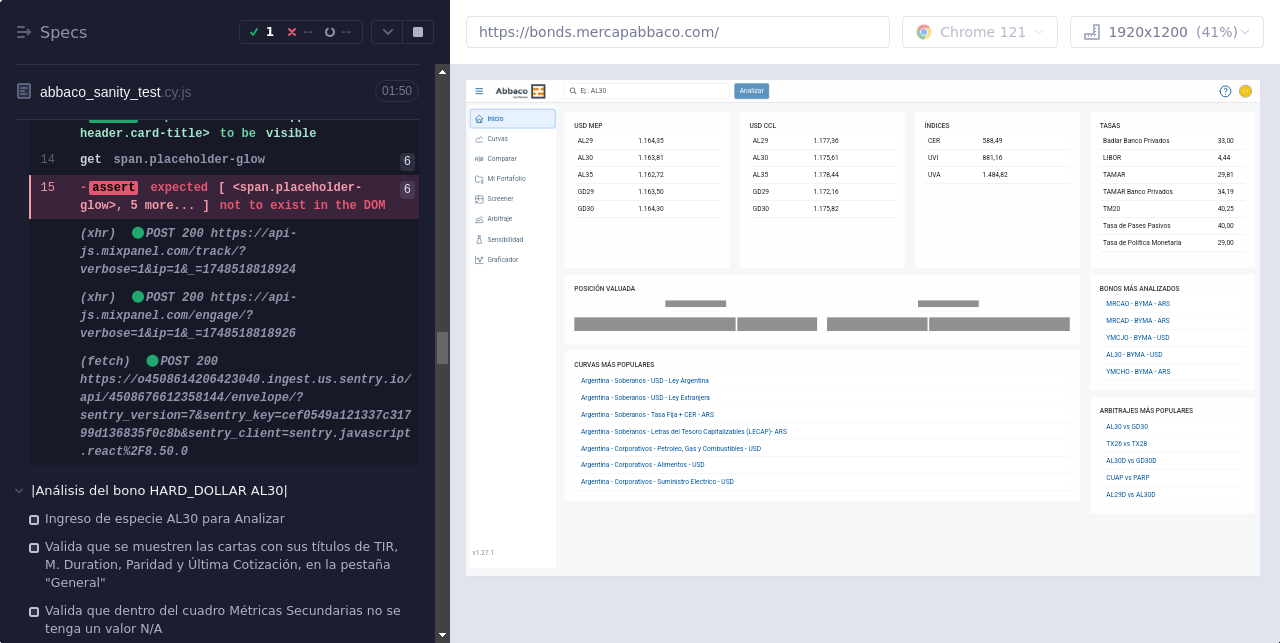 Specs
1
--
--
https://bonds.mercapabbaco.com/
Chrome 121
1920x1200 (41%)
abbaco_sanity_test.cy.js
01:50
header.card-title> to be visible
14 get span.placeholder-glow 6
15 -assert expected [ <span.placeholder-
glow>, 5 more... ] not to exist in the DOM
6
(xhr) POST 200 https://api-
js.mixpanel.com/track/?
verbose=1&ip=1&_=1748518818924
(xhr) POST 200 https://api-
js.mixpanel.com/engage/?
verbose=1&ip=1&_=1748518818926
(fetch) POST 200
https://o4508614206423040.ingest.us.sentry.io/
api/4508676612358144/envelope/?
sentry_version=7&sentry_key=cef0549a121337c317
99d136835f0c8b&sentry_client=sentry.javascript
.react%2F8.50.0
|Análisis del bono HARD_DOLLAR AL30|
Ingreso de especie AL30 para Analizar
Valida que se muestren las cartas con sus títulos de TIR,
M. Duration, Paridad y Última Cotización, en la pestaña
"General"
Valida que dentro del cuadro Métricas Secundarias no se
tenga un valor N/A
Abbaco
Ej.: AL30
Analizar
Inicio
Curvas
Comparar
Mi Portafolio
Screener
Arbitraje
Sensibilidad
Graficador
v1.27.1
USD MEP
AL29 1.164,35
AL30 1.163,81
AL35 1.162,72
GD29 1.163,50
GD30 1.164,30
USD CCL
AL29 1.177,36
AL30 1.175,61
AL35 1.178,44
GD29 1.172,16
GD30 1.175,82
ÍNDICES
CER 588,49
UVI 881,16
UVA 1.484,82
TASAS
Badlar Banco Privados 33,00
LIBOR 4,44
TAMAR 29,81
TAMAR Banco Privados 34,19
TM20 40,25
Tasa de Pases Pasivos 40,00
Tasa de Política Monetaria 29,00
POSICIÓN VALUADA
CURVAS MÁS POPULARES
Argentina - Soberanos - USD - Ley Argentina
Argentina - Soberanos - USD - Ley Extranjera
Argentina - Soberanos - Tasa Fija + CER - ARS
Argentina - Soberanos - Letras del Tesoro Capitalizables (LECAP)- ARS
Argentina - Corporativos - Petroleo, Gas y Combustibles - USD
Argentina - Corporativos - Alimentos - USD
Argentina - Corporativos - Suministro Electrico - USD
BONOS MÁS ANALIZADOS
MRCAO - BYMA - ARS
MRCAD - BYMA - ARS
YMCJO - BYMA - USD
AL30 - BYMA - USD
YMCHO - BYMA - ARS
ARBITRAJES MÁS POPULARES
AL30 vs GD30
TX26 vs TX28
AL30D vs GD30D
CUAP vs PARP
AL29D vs AL30D